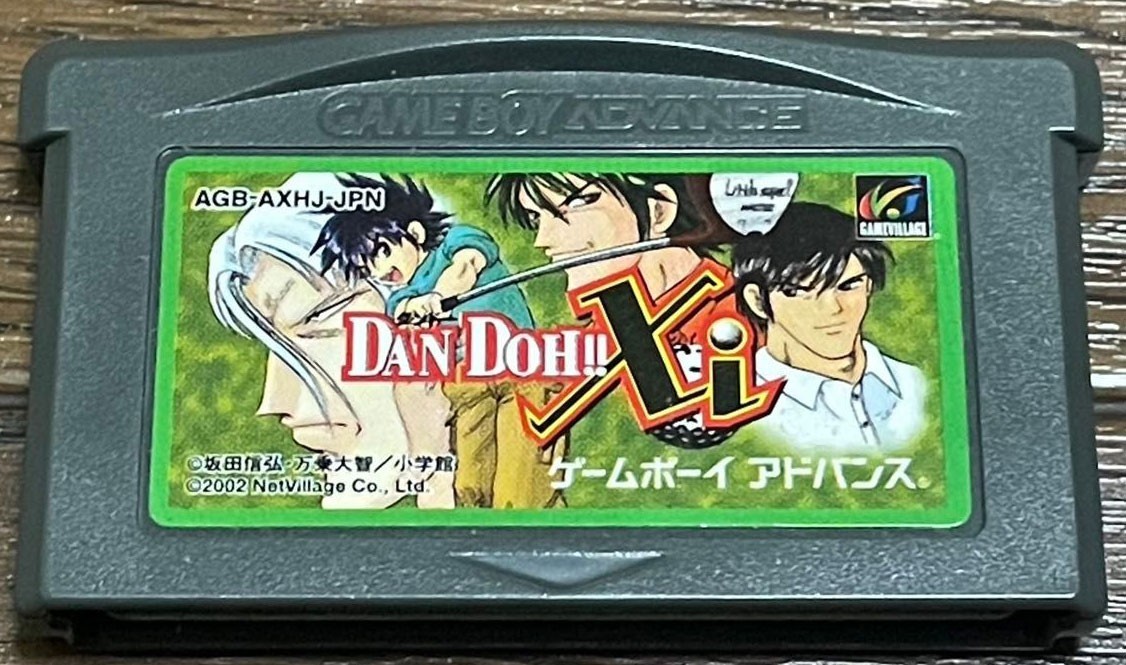 GAME BOY ADVANCE
AGB-AXHJ-JPN
GAMEVILLAGE
DAN DOH!! Xi
©坂田信弘・万乗大智／小学館
©2002 NetVillage Co., Ltd.
ゲームボーイ アドバンス。